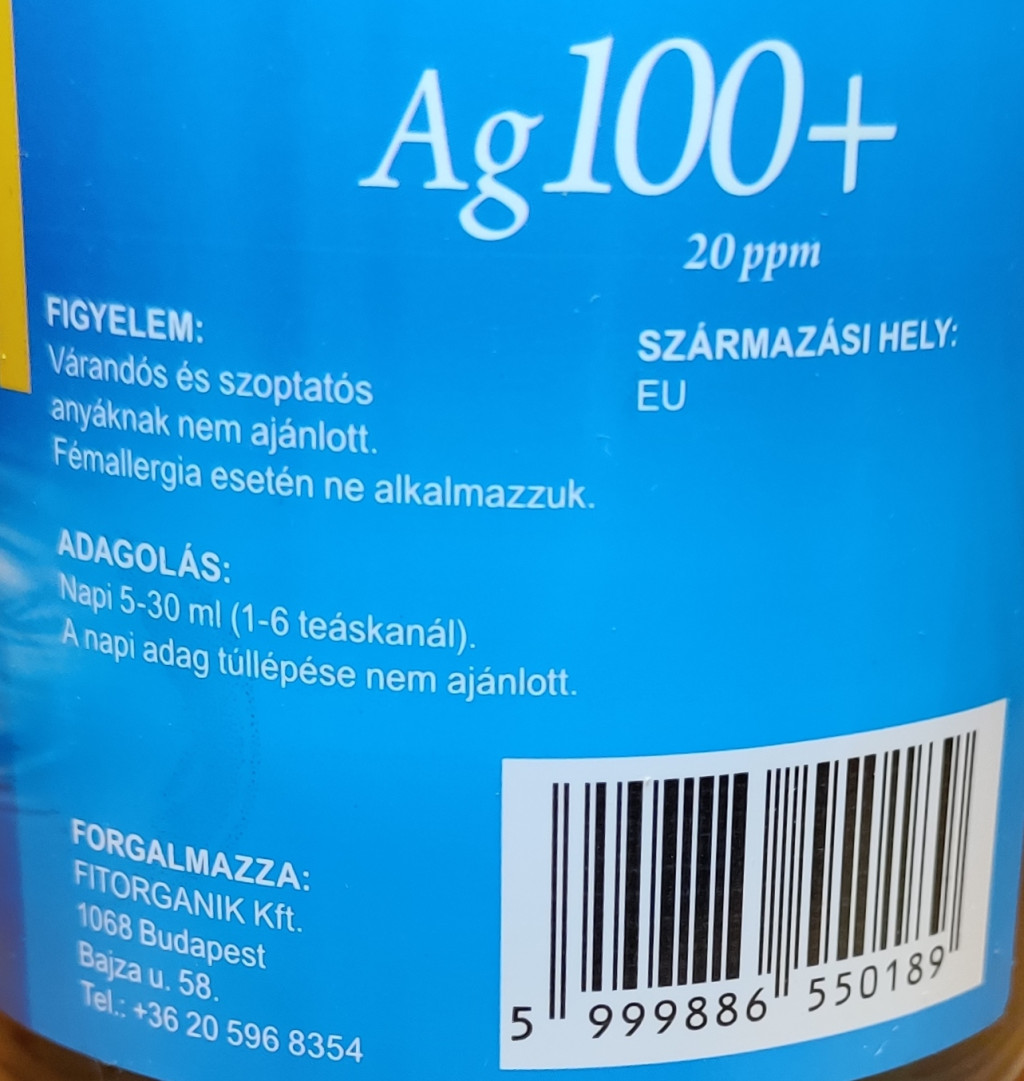 Ag100+
20 ppm
FIGYELEM:
Várandós és szoptatós
anyáknak nem ajánlott.
Fémallergia esetén ne alkalmazzuk.
SZÁRMAZÁSI HELY:
EU
ADAGOLÁS:
Napi 5-30 ml (1-6 teáskanál).
A napi adag túllépése nem ajánlott.
FORGALMAZZA:
FITORGANIK Kft.
1068 Budapest
Bajza u. 58.
Tel.: +36 20 596 8354
5 999886 550189